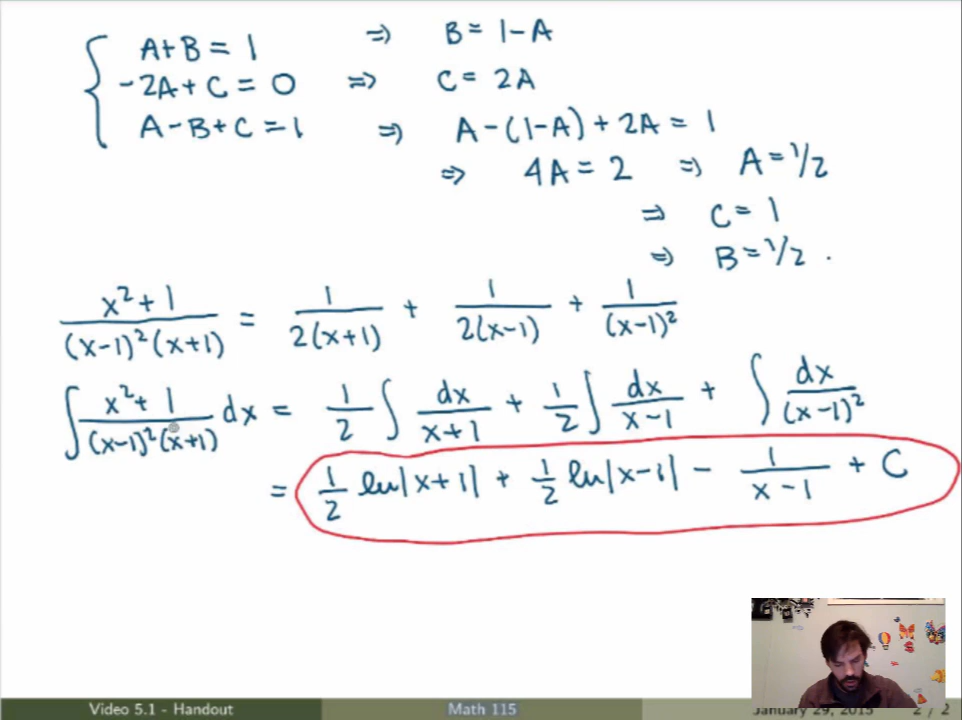 A+B = 1 ⇒ B = 1-A
-2A + C = 0 ⇒ C = 2A
A-B+C = 1 ⇒ A-(1-A)+2A = 1
⇒ 4A = 2 ⇒ A = 1/2
⇒ C = 1
⇒ B = 1/2 .
(x²+1)/((x-1)²(x+1)) = 1/(2(x+1)) + 1/(2(x-1)) + 1/(x-1)²
∫ (x²+1)/((x-1)²(x+1)) dx = 1/2 ∫ dx/(x+1) + 1/2 ∫ dx/(x-1) + ∫ dx/(x-1)²
= 1/2 ln|x+1| + 1/2 ln|x-1| - 1/(x-1) + C
Video 5.1 - Handout Math 115 January 29, 2015 2 / 2